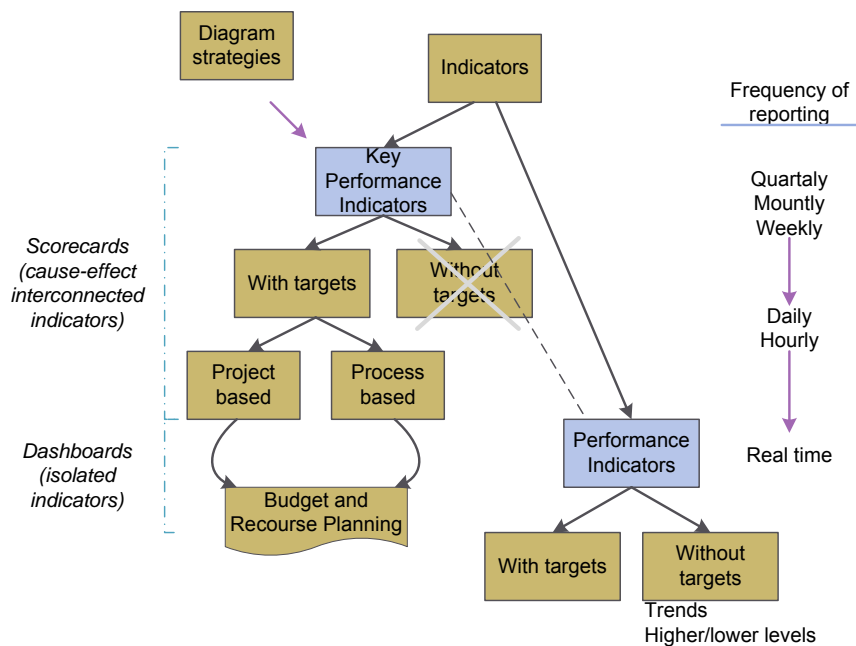 Diagram
strategies
Indicators
Frequency of
reporting
Key
Performance
Indicators
Quartaly
Mountly
Weekly
Scorecards
(cause-effect
interconnected
indicators)
With targets
Without
targets
Daily
Hourly
Project
based
Process
based
Dashboards
(isolated
indicators)
Performance
Indicators
Real time
Budget and
Recourse Planning
With targets
Without
targets
Trends
Higher/lower levels